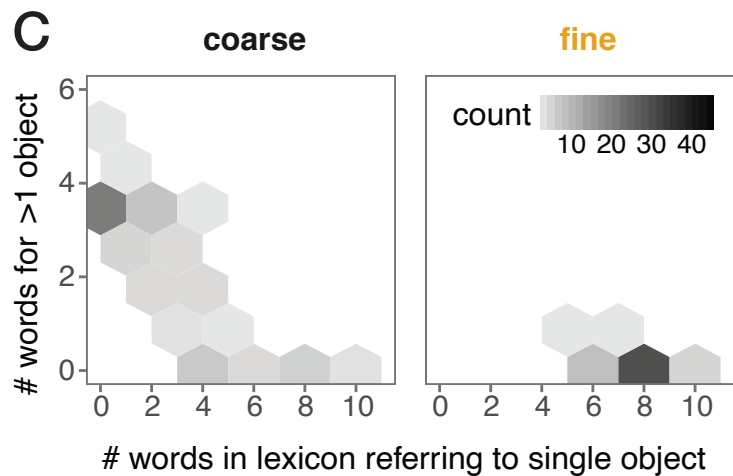 C
coarse
fine
# words for >1 object
6
4
2
0
count
10 20 30 40
0 2 4 6 8 10
0 2 4 6 8 10
# words in lexicon referring to single object